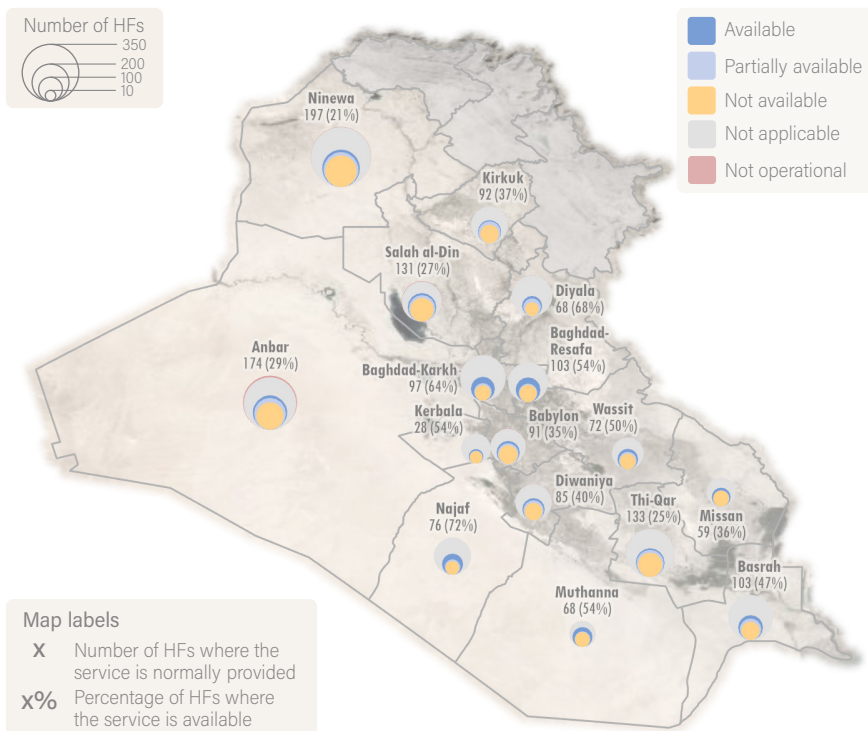 Number of HFs
350
200
100
10
Available
Partially available
Not available
Not applicable
Not operational
Ninewa
197 (21%)
Kirkuk
92 (37%)
Salah al-Din
131 (27%)
Diyala
68 (68%)
Baghdad-
Resafa
103 (54%)
Anbar
174 (29%)
Baghdad-Karkh
97 (64%)
Kerbala
28 (54%)
Babylon
91 (35%)
Wassit
72 (50%)
Diwaniya
85 (40%)
Thi-Qar
133 (25%)
Missan
59 (36%)
Najaf
76 (72%)
Basrah
103 (47%)
Muthanna
68 (54%)
Map labels
X Number of HFs where the
service is normally provided
x% Percentage of HFs where
the service is available